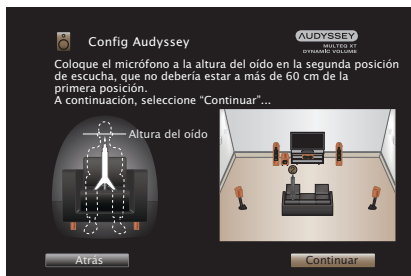 Config Audyssey
AUDYSSEY
MULTEQ XT
DYNAMIC VOLUME
Coloque el micrófono a la altura del oído en la segunda posición
de escucha, que no debería estar a más de 60 cm de la
primera posición.
A continuación, seleccione “Continuar”...
Altura del oído
Atrás
Continuar